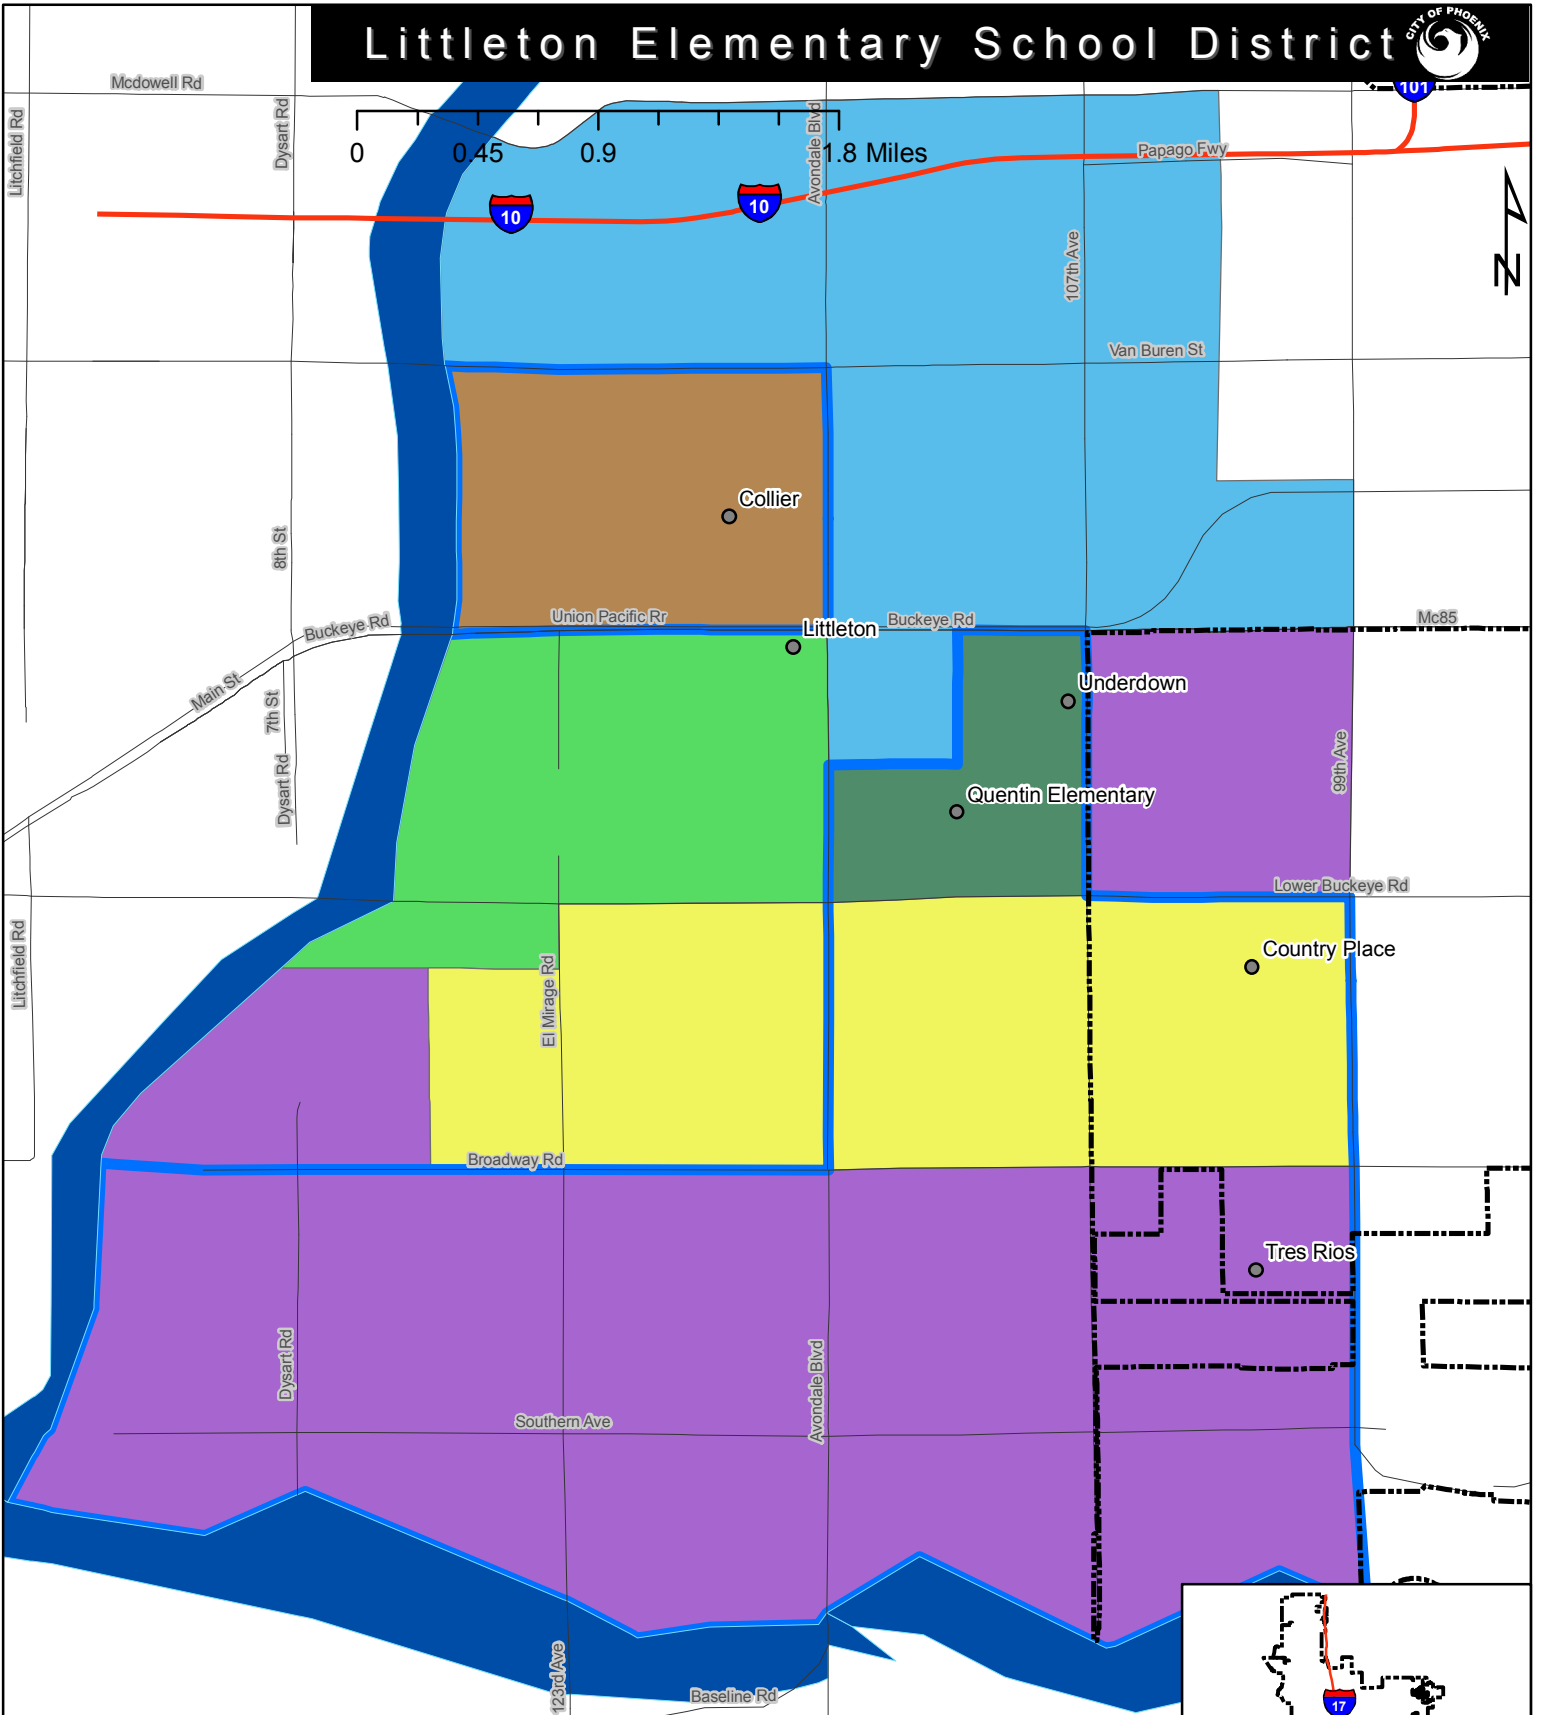 Littleton Elementary School District
CITY OF PHOENIX
101
Mcdowell Rd
Litchfield Rd
Dysart Rd
Avondale Blvd
0
0.45
0.9
1.8 Miles
Papago Fwy
10
10
N
107th Ave
Van Buren St
Collier
8th St
Union Pacific Rr
Buckeye Rd
Mc85
Buckeye Rd
Littleton
Main St
Underdown
7th St
99th Ave
Dysart Rd
Quentin Elementary
Lower Buckeye Rd
Country Place
Litchfield Rd
El Mirage Rd
Broadway Rd
Tres Rios
Dysart Rd
Avondale Blvd
Southern Ave
123rd Ave
Baseline Rd
17